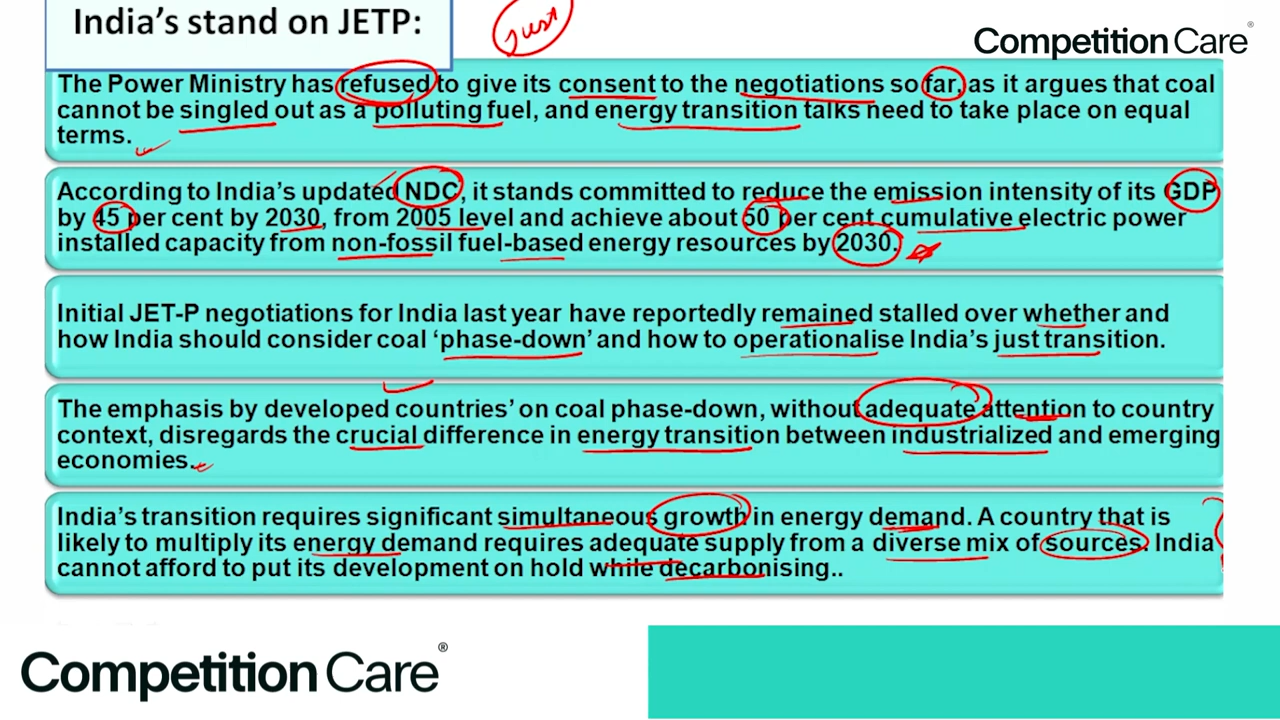 India's stand on JETP:
just
Competition Care®
The Power Ministry has refused to give its consent to the negotiations so far, as it argues that coal
cannot be singled out as a polluting fuel, and energy transition talks need to take place on equal
terms.
According to India's updated NDC, it stands committed to reduce the emission intensity of its GDP
by 45 per cent by 2030, from 2005 level and achieve about 50 per cent cumulative electric power
installed capacity from non-fossil fuel-based energy resources by 2030.
Initial JET-P negotiations for India last year have reportedly remained stalled over whether and
how India should consider coal 'phase-down' and how to operationalise India's just transition.
The emphasis by developed countries' on coal phase-down, without adequate attention to country
context, disregards the crucial difference in energy transition between industrialized and emerging
economies.
India's transition requires significant simultaneous growth in energy demand. A country that is
likely to multiply its energy demand requires adequate supply from a diverse mix of sources. India
cannot afford to put its development on hold while decarbonising..
Competition Care®